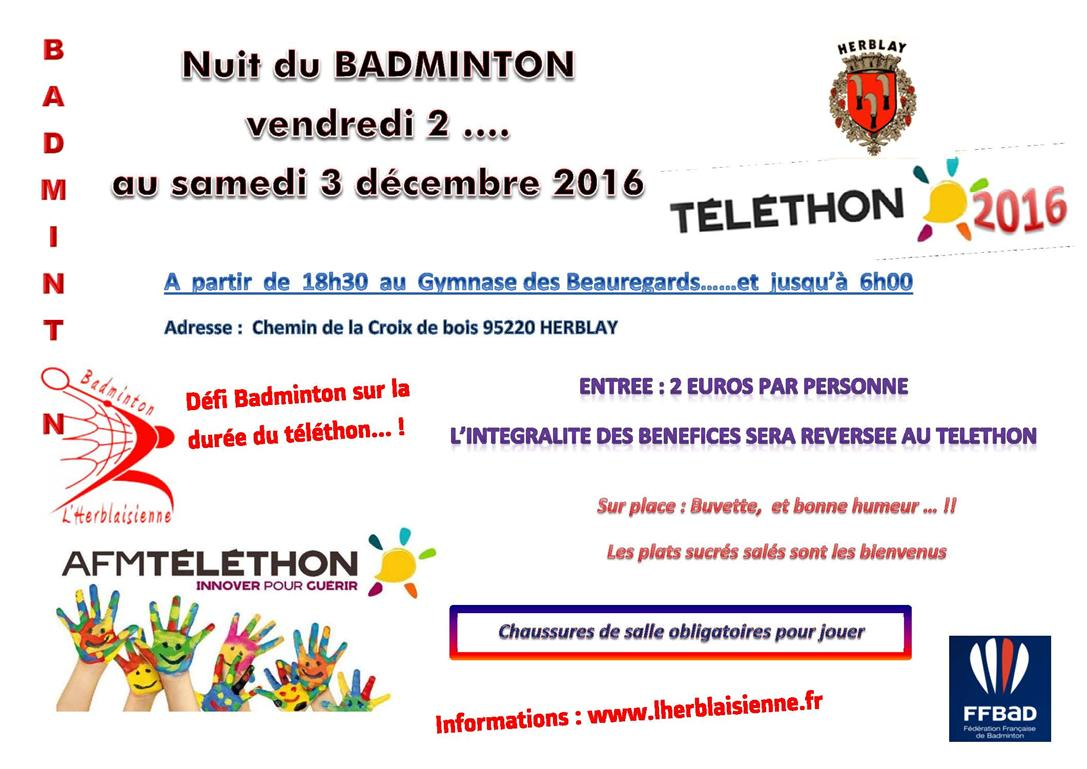 B
A
D
M
I
N
T
N
Nuit du BADMINTON
vendredi 2 ....
au samedi 3 décembre 2016
HERBLAY
TÉLÉTHON 2016
A partir de 18h30 au Gymnase des Beauregards......et jusqu'à 6h00
Adresse : Chemin de la Croix de bois 95220 HERBLAY
Badminton
L'Herblaisienne
Défi Badminton sur la
durée du téléthon... !
ENTREE : 2 EUROS PAR PERSONNE
L'INTEGRALITE DES BENEFICES SERA REVERSEE AU TELETHON
Sur place : Buvette, et bonne humeur ... !!
Les plats sucrés salés sont les bienvenus
AFMTÉLÉTHON
INNOVER POUR GUÉRIR
Chaussures de salle obligatoires pour jouer
Informations : www.lherblaisienne.fr
FFBaD
Fédération Française
de Badminton